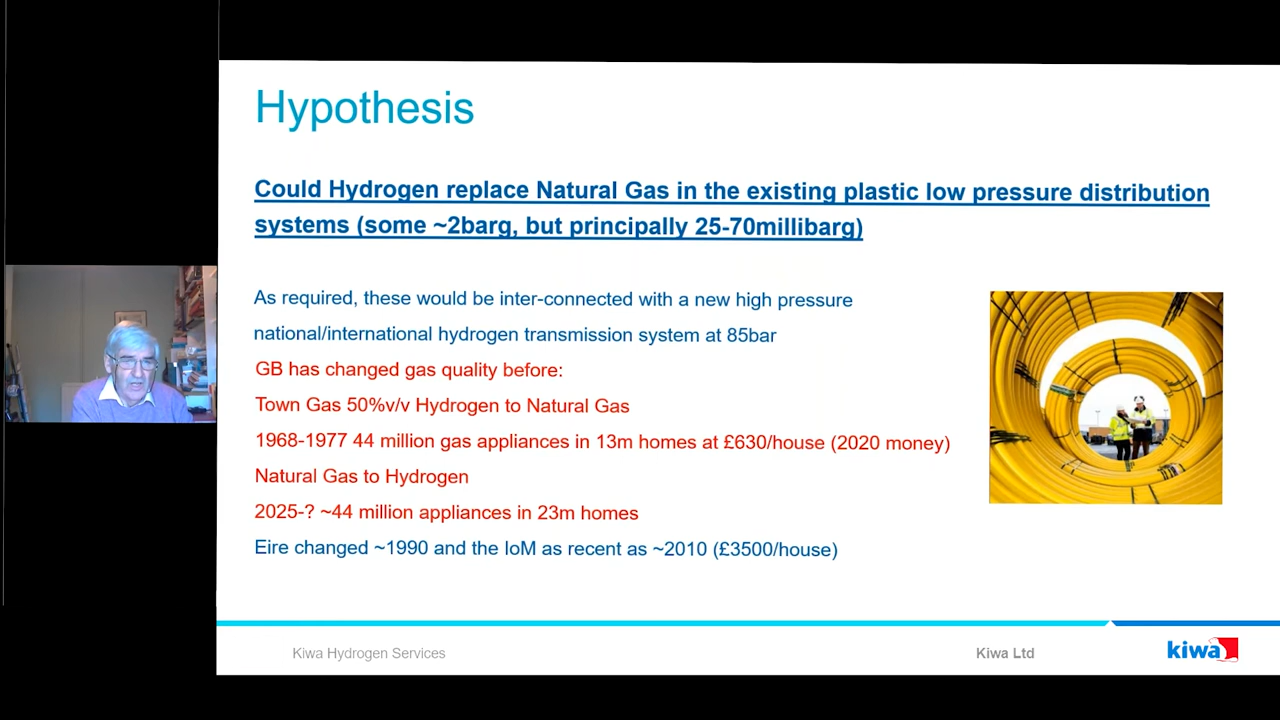 Hypothesis
Could Hydrogen replace Natural Gas in the existing plastic low pressure distribution
systems (some ~2barg, but principally 25-70millibarg)
As required, these would be inter-connected with a new high pressure
national/international hydrogen transmission system at 85bar
GB has changed gas quality before:
Town Gas 50%v/v Hydrogen to Natural Gas
1968-1977 44 million gas appliances in 13m homes at £630/house (2020 money)
Natural Gas to Hydrogen
2025-? ~44 million appliances in 23m homes
Eire changed ~1990 and the IoM as recent as ~2010 (£3500/house)
Kiwa Hydrogen Services
Kiwa Ltd
kiwa